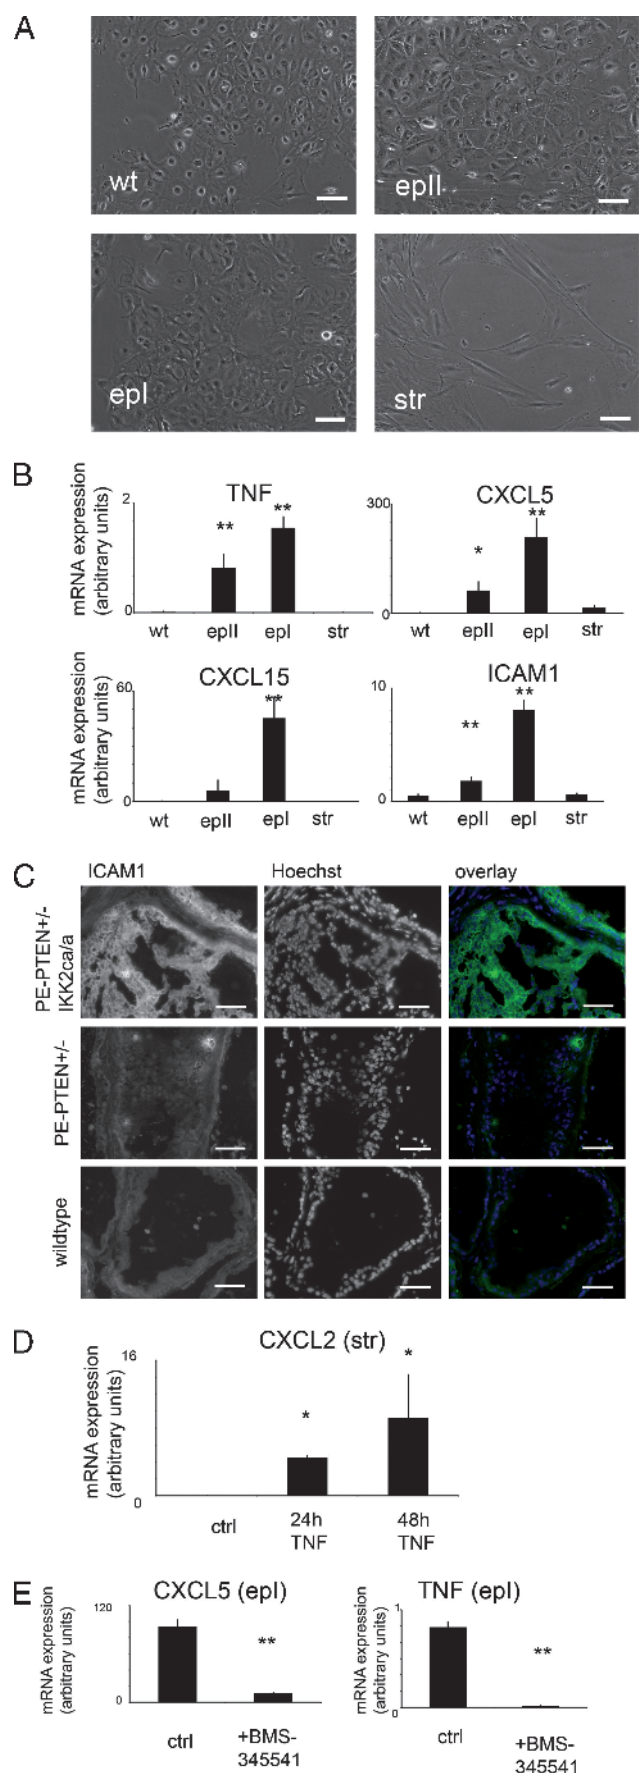 A
wt
epII
epI
str
B
TNF
CXCL5
mRNA expression
(arbitrary units)
2
0
**
**
wt epII epI str
300
0
*
**
wt epII epI str
CXCL15
ICAM1
mRNA expression
(arbitrary units)
60
0
**
wt epII epI str
10
0
**
**
wt epII epI str
C
ICAM1 Hoechst overlay
PE-PTEN+/-
IKK2ca/a
PE-PTEN+/-
wildtype
D
CXCL2 (str)
mRNA expression
(arbitrary units)
16
0
*
*
ctrl 24h 48h
TNF TNF
E
CXCL5 (epI)
TNF (epI)
mRNA expression
(arbitrary units)
120
0
**
ctrl +BMS-
345541
mRNA expression
(arbitrary units)
1
0
**
ctrl +BMS-
345541